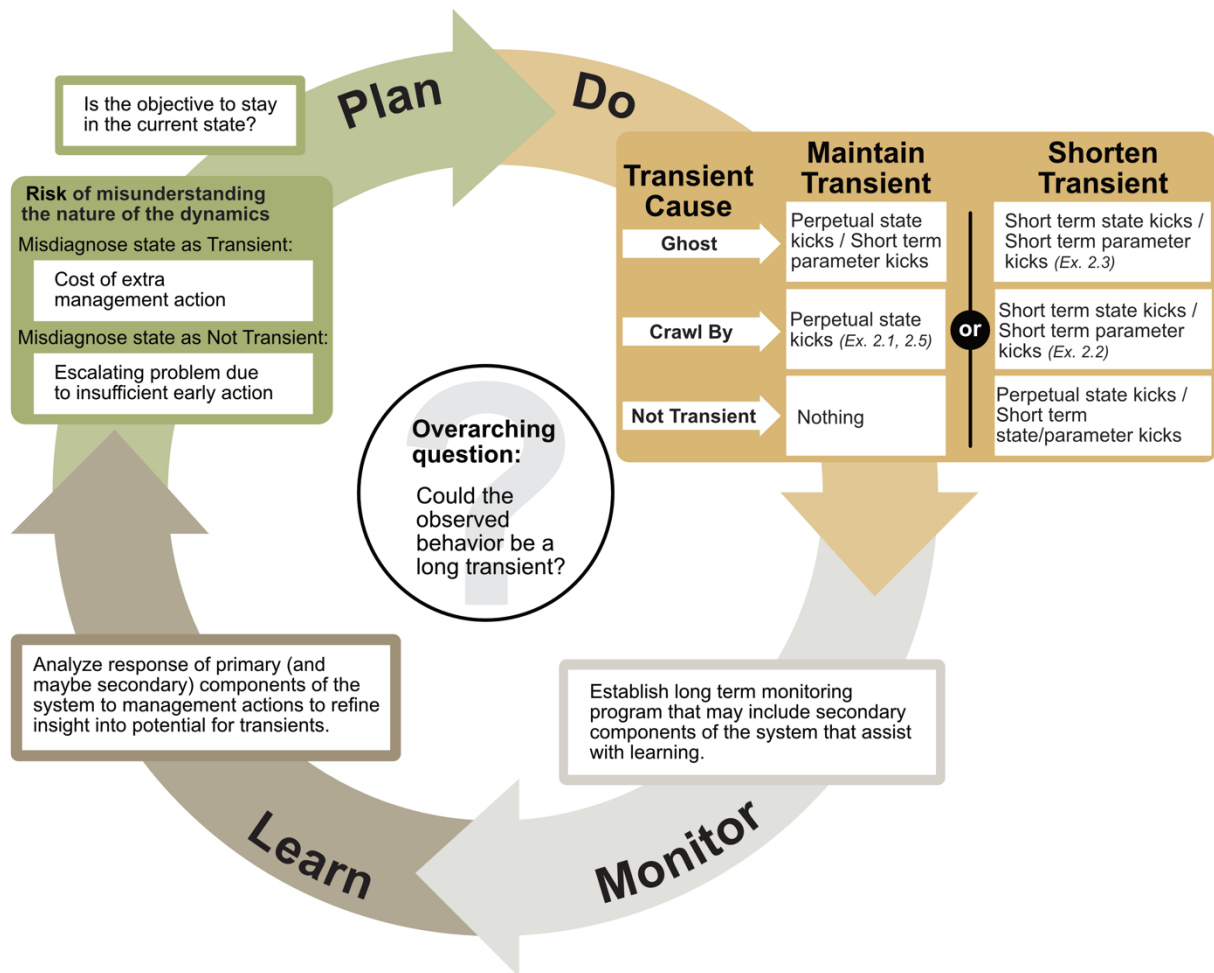 Plan
Do
Is the objective to stay
in the current state?
Risk of misunderstanding
the nature of the dynamics
Misdiagnose state as Transient:
Cost of extra
management action
Misdiagnose state as Not Transient:
Escalating problem due
to insufficient early action
Transient
Cause
Maintain
Transient
Shorten
Transient
Ghost
Perpetual state
kicks / Short term
parameter kicks
Short term state kicks /
Short term parameter
kicks (Ex. 2.3)
Crawl By
Perpetual state
kicks (Ex. 2.1, 2.5)
or
Short term state kicks /
Short term parameter
kicks (Ex. 2.2)
Not Transient
Nothing
Perpetual state kicks /
Short term
state/parameter kicks
?
Overarching
question:
Could the
observed
behavior be a
long transient?
Establish long term monitoring
program that may include secondary
components of the system that assist
with learning.
Monitor
Analyze response of primary (and
maybe secondary) components of the
system to management actions to refine
insight into potential for transients.
Learn